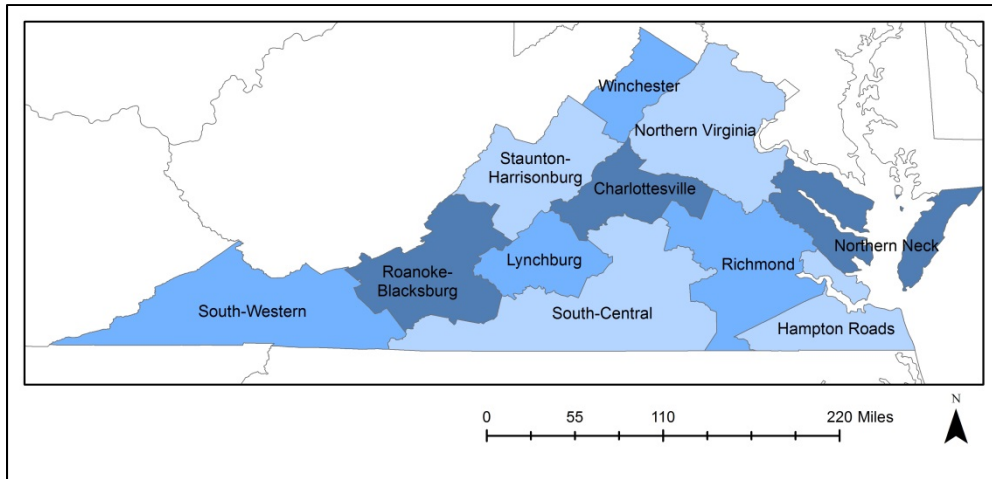 Winchester
Northern Virginia
Staunton-
Harrisonburg
Charlottesville
Northern Neck
Lynchburg
Richmond
Roanoke-
Blacksburg
South-Western
South-Central
Hampton Roads
0 55 110 220 Miles
N